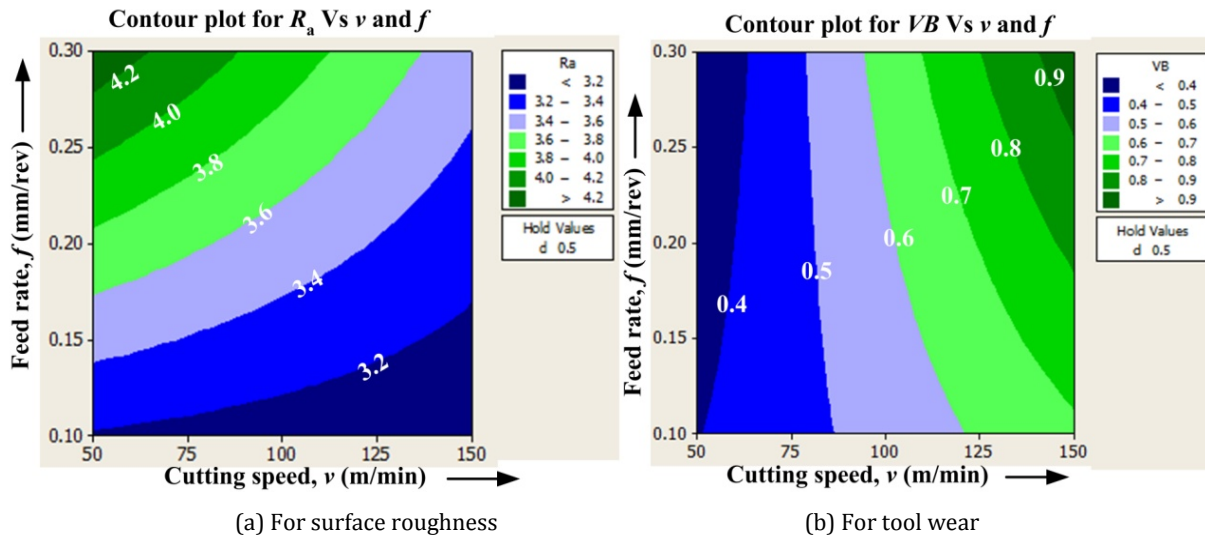 Contour plot for Ra Vs v and f
Feed rate, f (mm/rev)
0.30
0.25
0.20
0.15
0.10
4.2
4.0
3.8
3.6
3.4
3.2
50
75
100
125
150
Cutting speed, v (m/min)
Ra
< 3.2
3.2 – 3.4
3.4 – 3.6
3.6 – 3.8
3.8 – 4.0
4.0 – 4.2
> 4.2
Hold Values
d 0.5
(a) For surface roughness
Contour plot for VB Vs v and f
Feed rate, f (mm/rev)
0.30
0.25
0.20
0.15
0.10
0.4
0.5
0.6
0.7
0.8
0.9
50
75
100
125
150
Cutting speed, v (m/min)
VB
< 0.4
0.4 – 0.5
0.5 – 0.6
0.6 – 0.7
0.7 – 0.8
0.8 – 0.9
> 0.9
Hold Values
d 0.5
(b) For tool wear